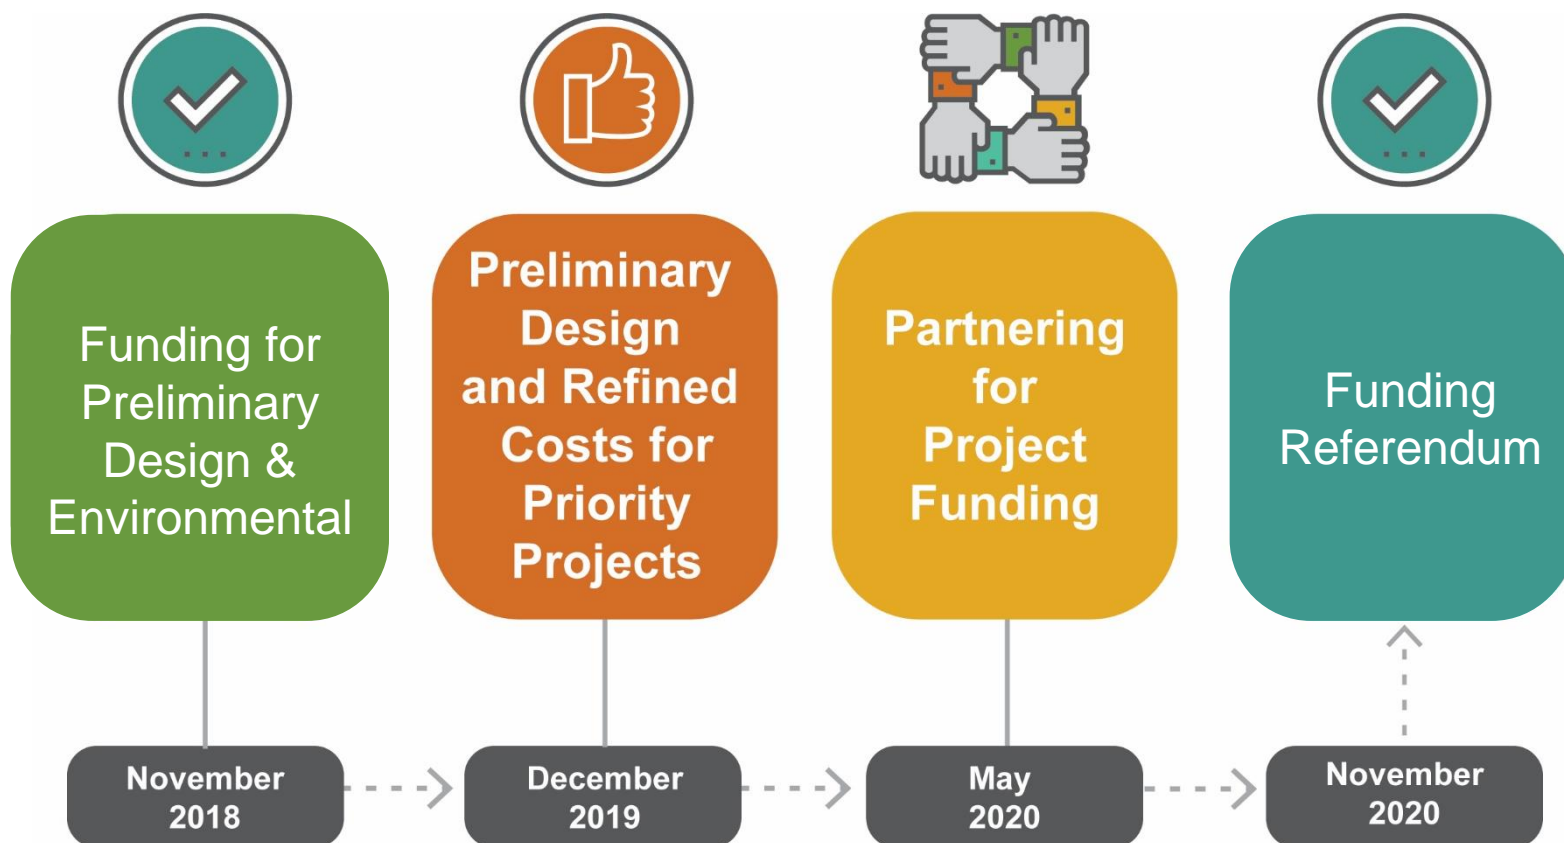 Funding for
Preliminary
Design &
Environmental
Preliminary
Design
and Refined
Costs for
Priority
Projects
Partnering
for
Project
Funding
Funding
Referendum
November
2018
December
2019
May
2020
November
2020